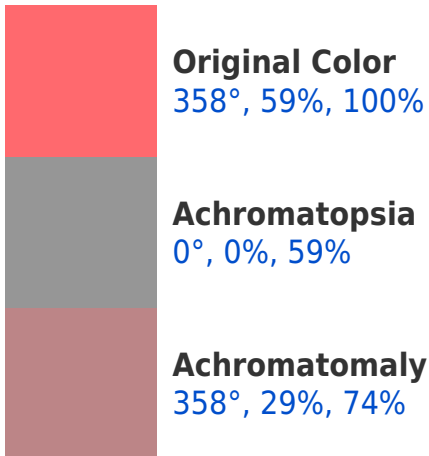 Original Color
358°, 59%, 100%
Achromatopsia
0°, 0%, 59%
Achromatomaly
358°, 29%, 74%